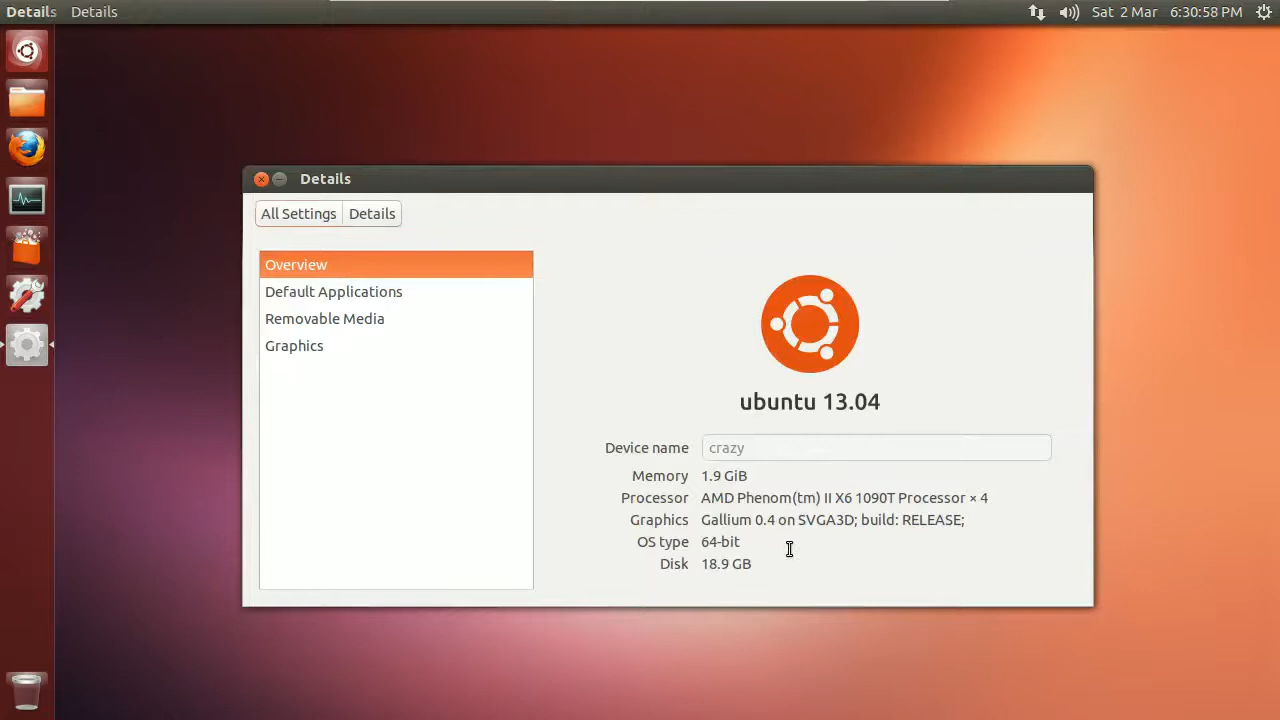 Details Details Sat 2 Mar 6:30:58 PM
Details
All Settings Details
Overview
Default Applications
Removable Media
Graphics
ubuntu 13.04
Device name crazy
Memory 1.9 GiB
Processor AMD Phenom(tm) II X6 1090T Processor × 4
Graphics Gallium 0.4 on SVGA3D; build: RELEASE;
OS type 64-bit
Disk 18.9 GB